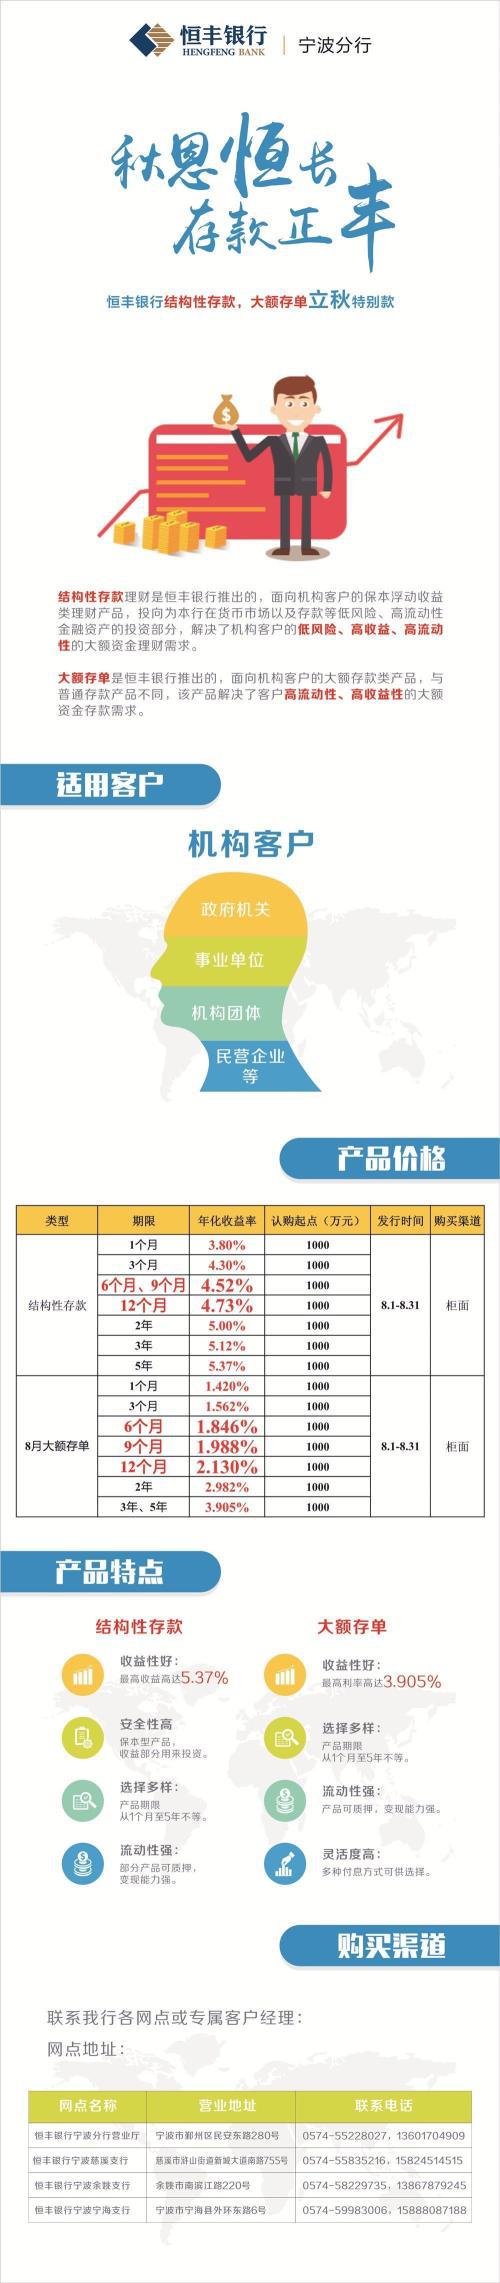 恒丰银行
HENGFENG BANK
宁波分行
秋恩恒长
存款正丰
恒丰银行结构性存款，大额存单立秋特别款
$
结构性存款理财是恒丰银行推出的，面向机构客户的保本浮动收益
类理财产品，投向为本行在货币市场以及存款等低风险、高流动性
金融资产的投资部分，解决了机构客户的低风险、高收益、高流动
性的大额资金理财需求。
大额存单是恒丰银行推出的，面向机构客户的大额存款类产品，与
普通存款产品不同，该产品解决了客户高流动性、高收益性的大额
资金存款需求。
适用客户
机构客户
政府机关
事业单位
机构团体
民营企业
等
产品价格
类型 期限 年化收益率 认购起点（万元） 发行时间 购买渠道
结构性存款 8.1-8.31 柜面
1个月 3.80% 1000
3个月 4.30% 1000
6个月、9个月 4.52% 1000
12个月 4.73% 1000
2年 5.00% 1000
3年 5.12% 1000
5年 5.37% 1000
8月大额存单 8.1-8.31 柜面
1个月 1.420% 1000
3个月 1.562% 1000
6个月 1.846% 1000
9个月 1.988% 1000
12个月 2.130% 1000
2年 2.982% 1000
3年、5年 3.905% 1000
产品特点
结构性存款
收益性好：
最高收益高达5.37%
安全性高
保本型产品，
收益部分用来投资。
选择多样：
产品期限
从1个月至5年不等。
流动性强：
部分产品可质押，
变现能力强。
大额存单
收益性好：
最高利率高达3.905%
选择多样：
产品期限
从1个月至5年不等。
流动性强：
产品可质押，变现能力强。
灵活度高：
多种付息方式可供选择。
购买渠道
联系我行各网点或专属客户经理：
网点地址：
网点名称 营业地址 联系电话
恒丰银行宁波分行营业厅 宁波市鄞州区民安东路280号 0574-55228027，13601704909
恒丰银行宁波慈溪支行 慈溪市浒山街道新城大道南路755号 0574-55835216，15824514515
恒丰银行宁波余姚支行 余姚市南滨江路220号 0574-58229735，13867879245
恒丰银行宁波宁海支行 宁波市宁海县外环东路6号 0574-59983006，15888087188